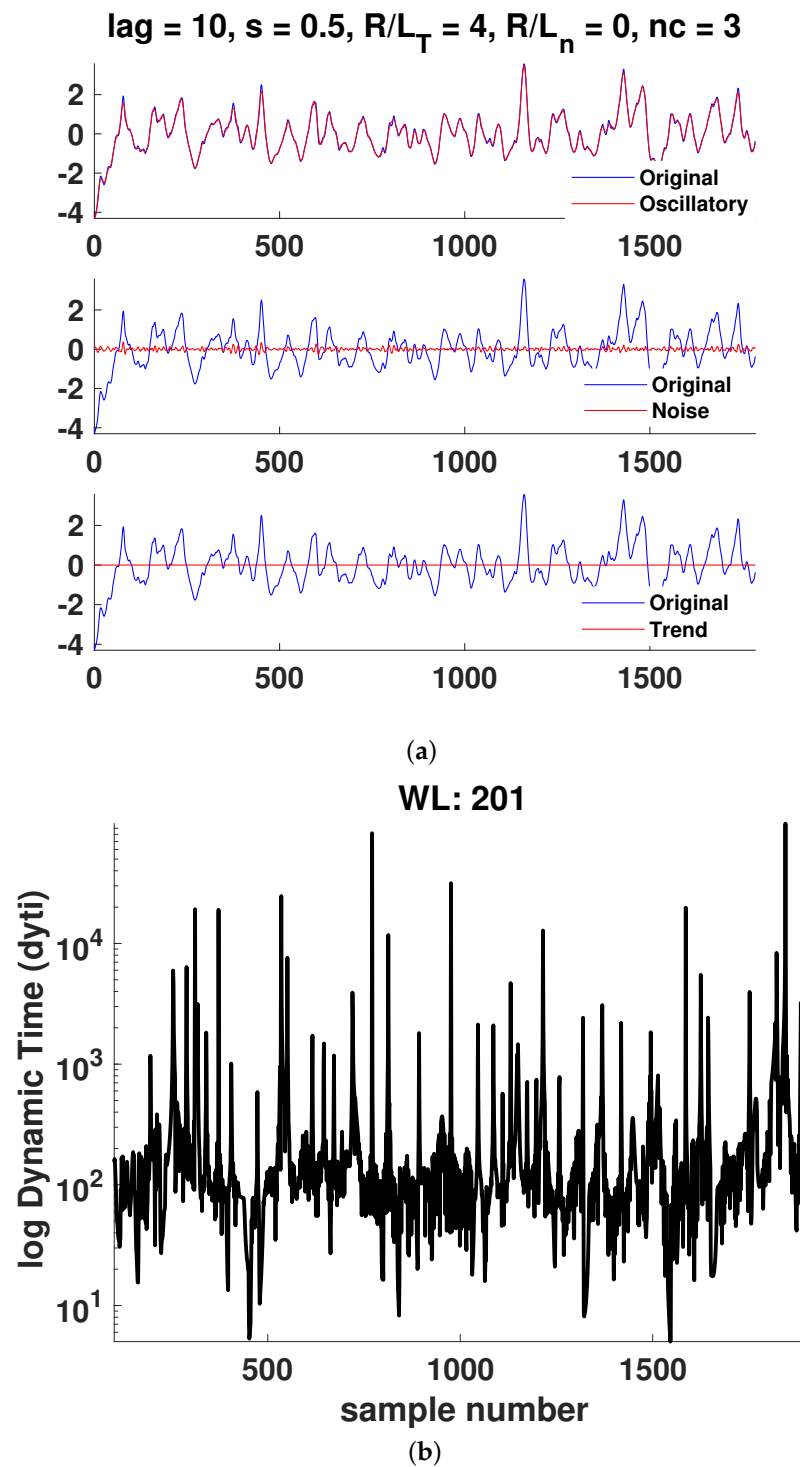 lag = 10, s = 0.5, R/L_T = 4, R/L_n = 0, nc = 3
2
0
-2
-4
Original
Oscillatory
0 500 1000 1500
2
0
-2
-4
Original
Noise
0 500 1000 1500
2
0
-2
-4
Original
Trend
0 500 1000 1500
(a)
WL: 201
log Dynamic Time (dyti)
10^4
10^3
10^2
10^1
500 1000 1500
sample number
(b)